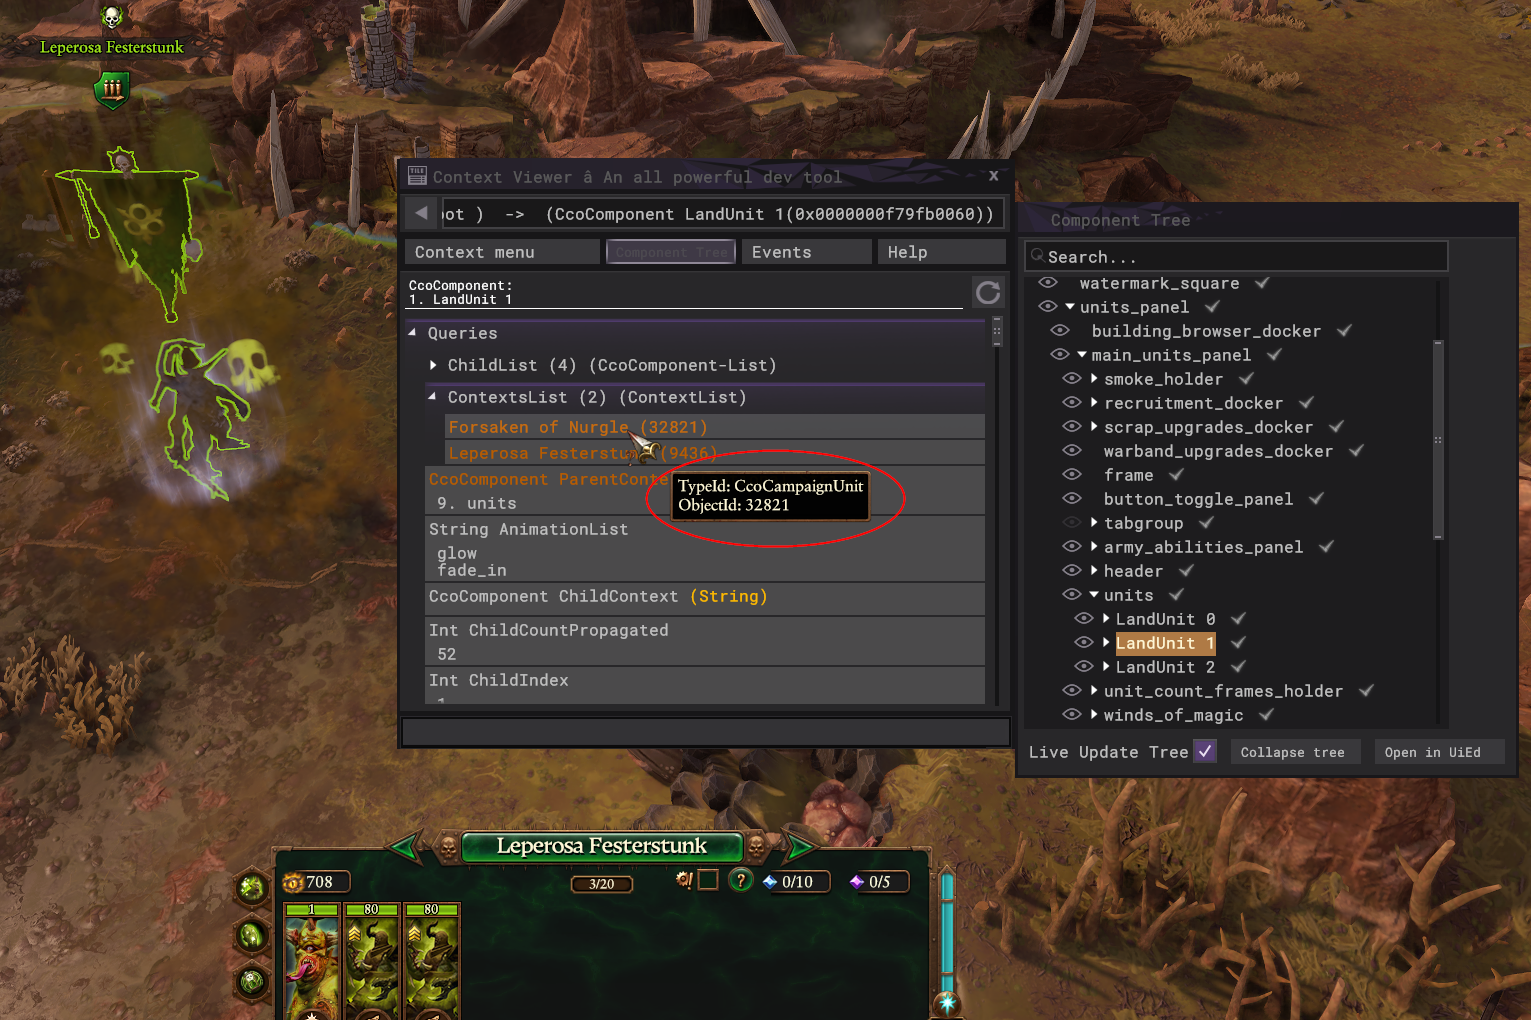 Leperosa Festerstunk
Context Viewer â An all powerful dev tool
x
ot ) -> (CcoComponent LandUnit 1(0x0000000f79fb0060))
Context menu
Component Tree
Events
Help
CcoComponent:
1. LandUnit 1
Queries
ChildList (4) (CcoComponent-List)
ContextsList (2) (ContextList)
Forsaken of Nurgle (32821)
Leperosa Festerstun (9436)
CcoComponent ParentConte
9. units
TypeId: CcoCampaignUnit
ObjectId: 32821
String AnimationList
glow
fade_in
CcoComponent ChildContext (String)
Int ChildCountPropagated
52
Int ChildIndex
Component Tree
Search...
watermark_square
units_panel
building_browser_docker
main_units_panel
smoke_holder
recruitment_docker
scrap_upgrades_docker
warband_upgrades_docker
frame
button_toggle_panel
tabgroup
army_abilities_panel
header
units
LandUnit 0
LandUnit 1
LandUnit 2
unit_count_frames_holder
winds_of_magic
Live Update Tree
Collapse tree
Open in UiEd
Leperosa Festerstunk
708
3/20
?
0/10
0/5
1
80
80